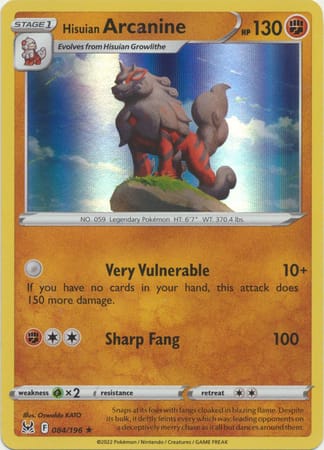 STAGE 1
Hisuian Arcanine HP 130
Evolves from Hisuian Growlithe
NO. 059 Legendary Pokémon HT: 6'7" WT: 370.4 lbs.
Very Vulnerable 10+
If you have no cards in your hand, this attack does
150 more damage.
Sharp Fang 100
weakness ×2 resistance retreat
Illus. Oswaldo KATO
F 084/196 ★
Snaps at its foes with fangs cloaked in blazing flame. Despite
its bulk, it deftly feints every which way, leading opponents on
a deceptively merry chase as it all but dances around them.
©2022 Pokémon / Nintendo / Creatures / GAME FREAK